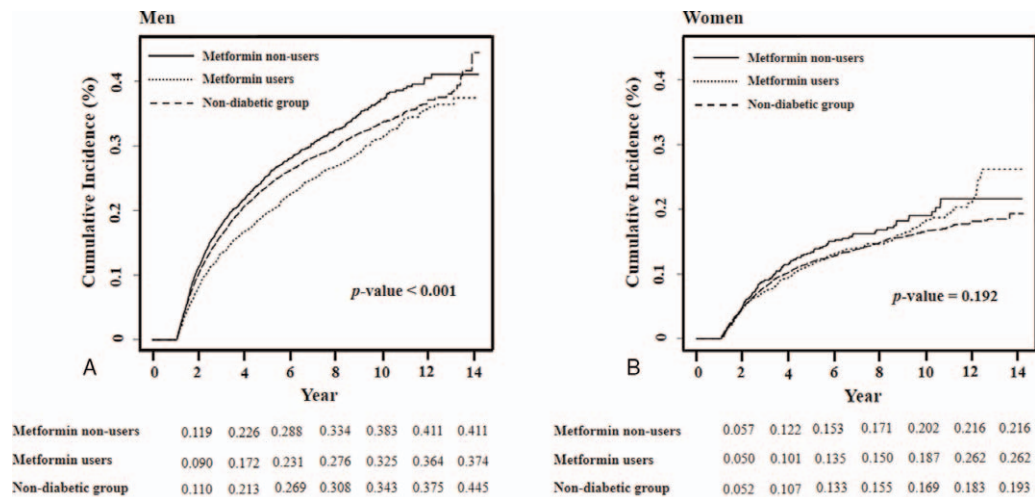 Men
Metformin non-users
Metformin users
Non-diabetic group
Cumulative Incidence (%)
0.4
0.3
0.2
0.1
0
p-value < 0.001
0 2 4 6 8 10 12 14
A
Year
Metformin non-users 0.119 0.226 0.288 0.334 0.383 0.411 0.411
Metformin users 0.090 0.172 0.231 0.276 0.325 0.364 0.374
Non-diabetic group 0.110 0.213 0.269 0.308 0.343 0.375 0.445
Women
Metformin non-users
Metformin users
Non-diabetic group
Cumulative Incidence (%)
0.4
0.3
0.2
0.1
0
p-value = 0.192
0 2 4 6 8 10 12 14
B
Year
Metformin non-users 0.057 0.122 0.153 0.171 0.202 0.216 0.216
Metformin users 0.050 0.101 0.135 0.150 0.187 0.262 0.262
Non-diabetic group 0.052 0.107 0.133 0.155 0.169 0.183 0.193